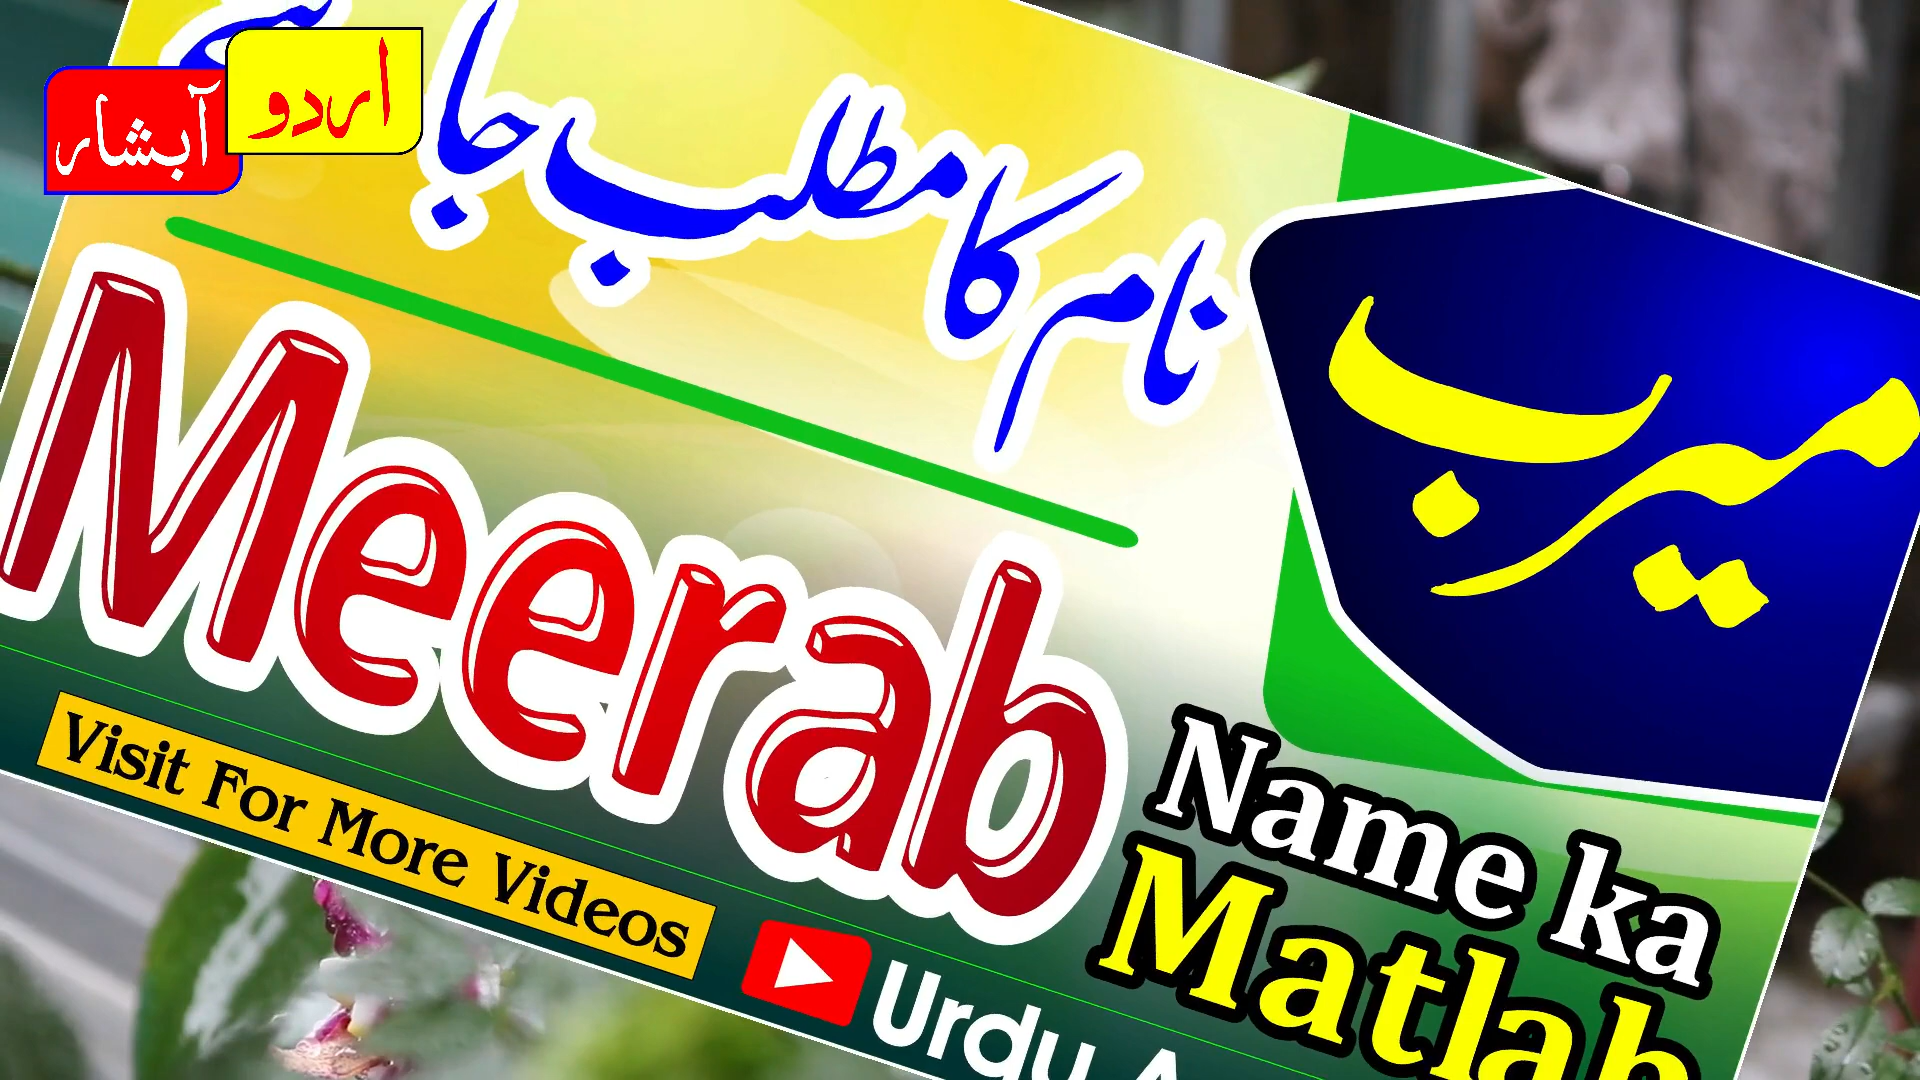 اردو
آبشار
نام کا مطلب جا
میرب
Meerab
Name ka
Matlab
Visit For More Videos
Urdu A